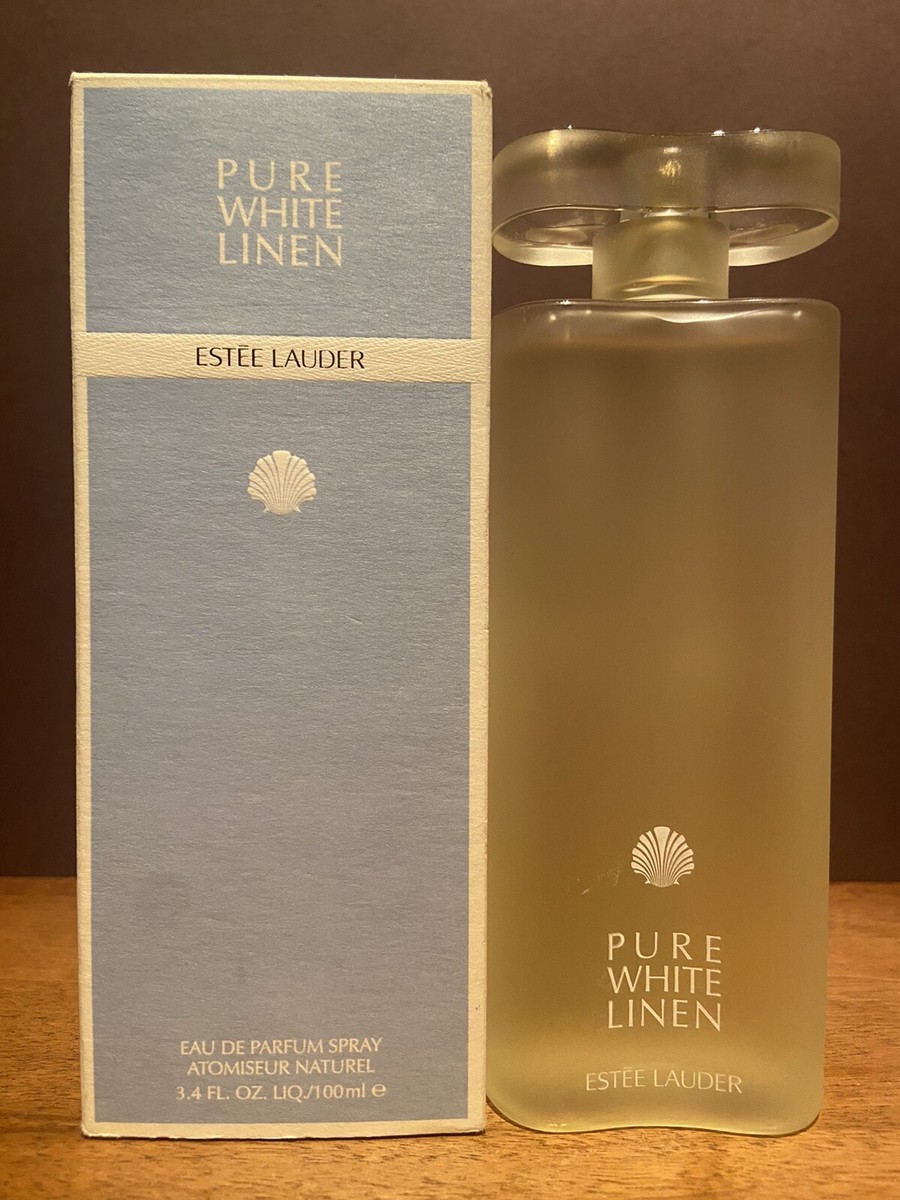 PURE
WHITE
LINEN
ESTĒE LAUDER
EAU DE PARFUM SPRAY
ATOMISEUR NATUREL
3.4 FL. OZ. LIQ./100ml ℮
PURE
WHITE
LINEN
ESTĒE LAUDER